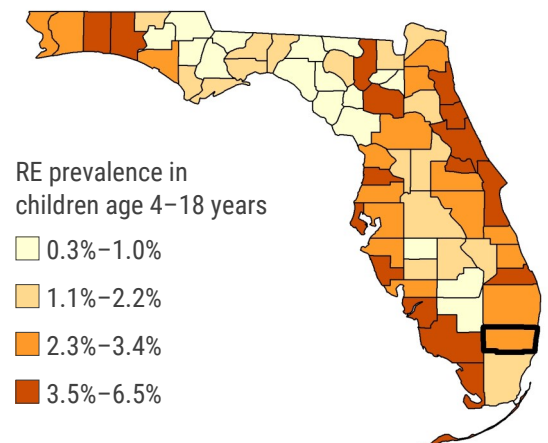 RE prevalence in
children age 4–18 years
0.3%–1.0%
1.1%–2.2%
2.3%–3.4%
3.5%–6.5%